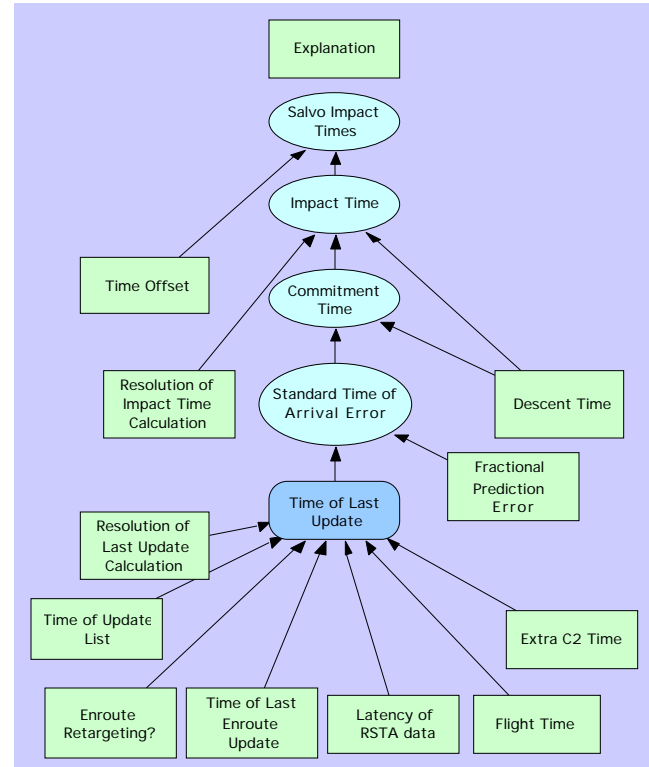 Explanation
Salvo Impact
Times
Impact Time
Time Offset
Commitment
Time
Resolution of
Impact Time
Calculation
Standard Time of
Arrival Error
Descent Time
Fractional
Prediction
Error
Time of Last
Update
Resolution of
Last Update
Calculation
Time of Update
List
Extra C2 Time
Enroute
Retargeting?
Time of Last
Enroute
Update
Latency of
RSTA data
Flight Time